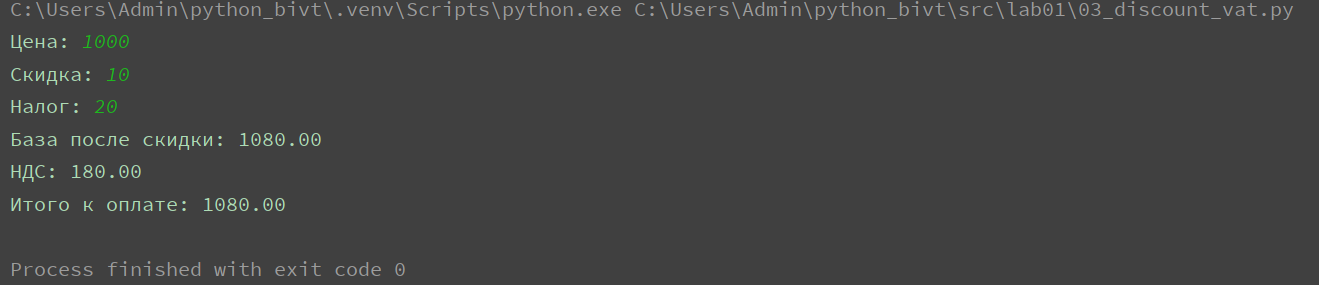 C:\Users\Admin\python_bivt\.venv\Scripts\python.exe C:\Users\Admin\python_bivt\src\lab01\03_discount_vat.py
Цена: 1000
Скидка: 10
Налог: 20
База после скидки: 1080.00
НДС: 180.00
Итого к оплате: 1080.00
Process finished with exit code 0